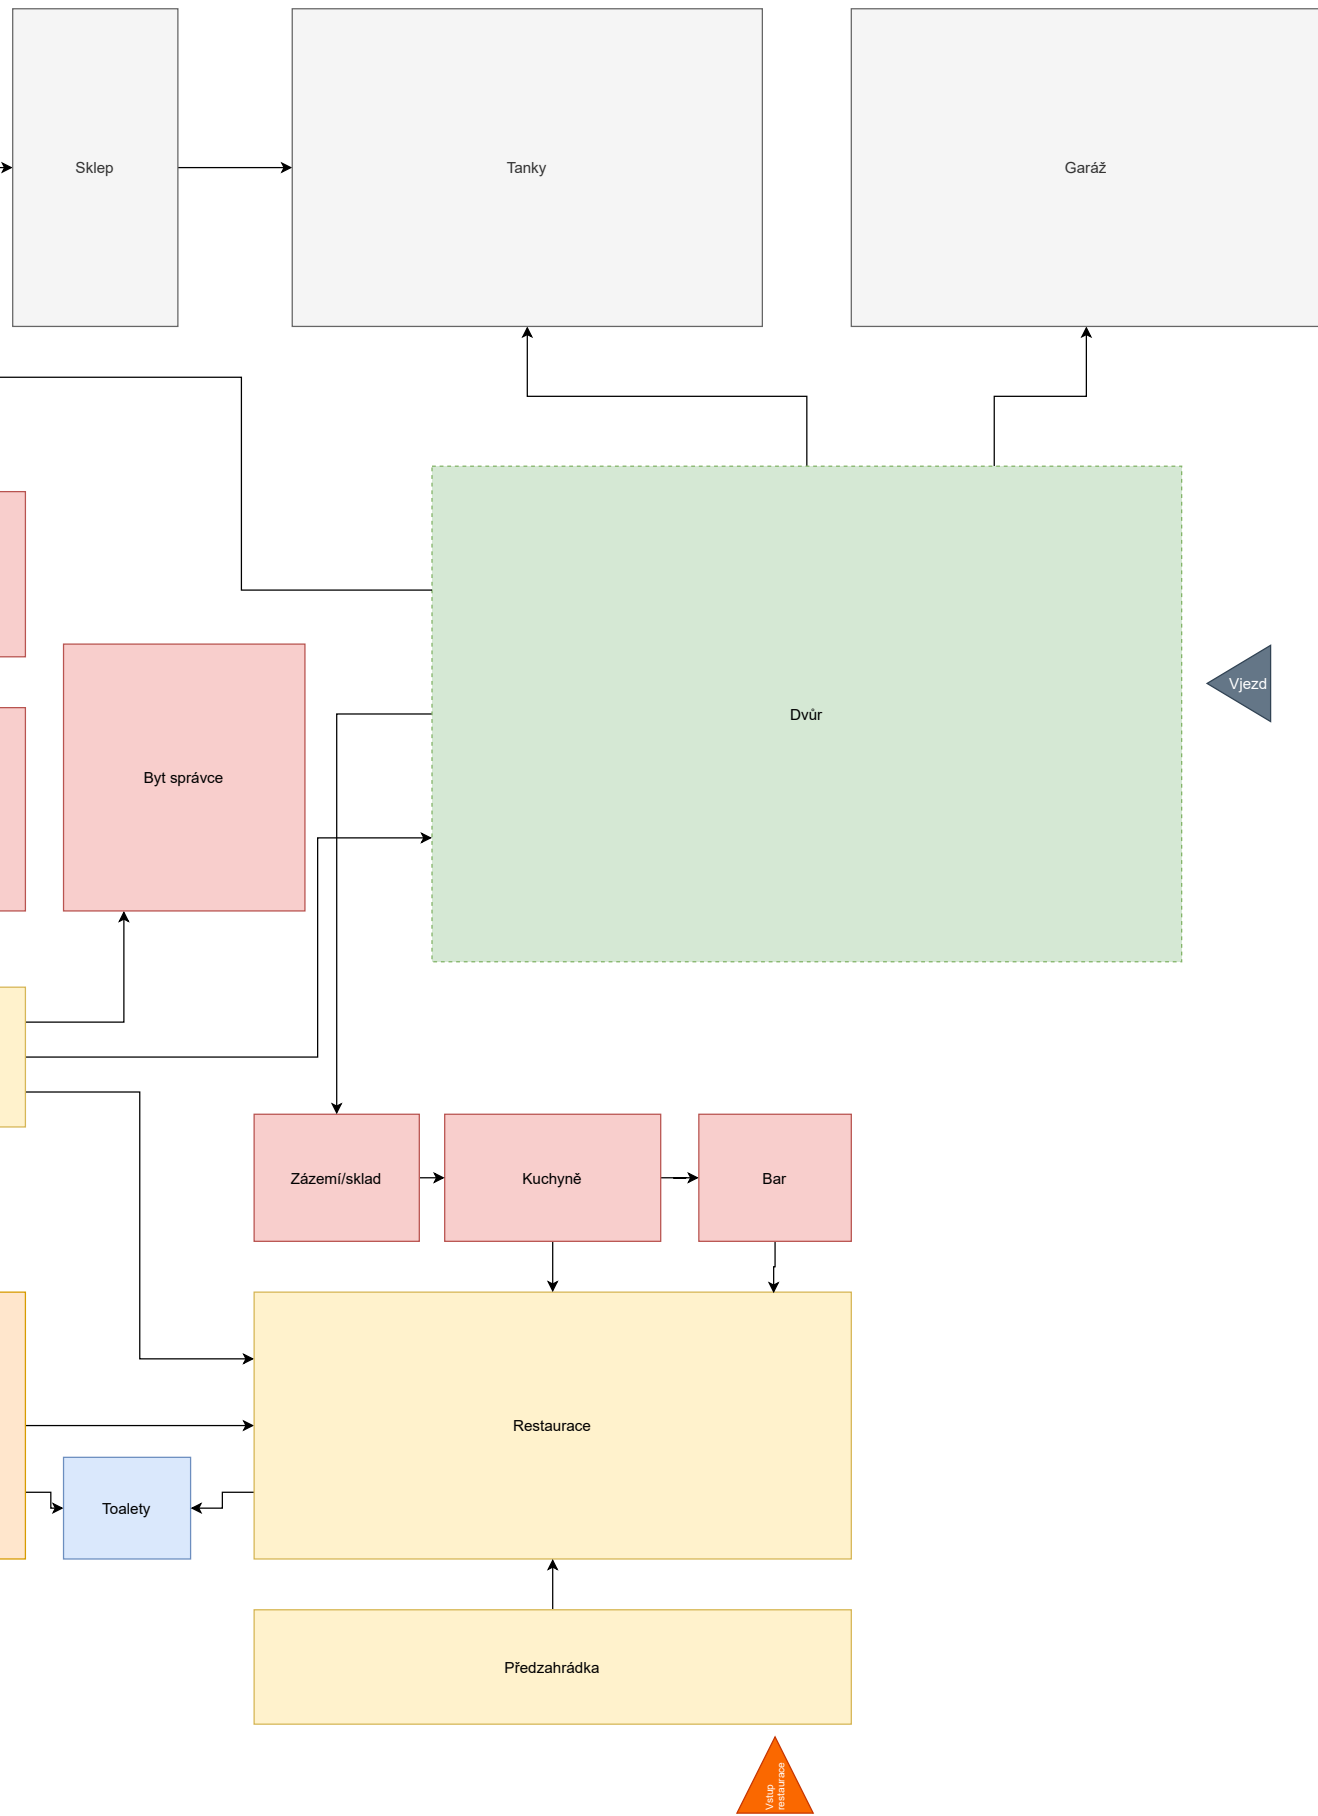 Sklep
Tanky
Garáž
Vjezd
Dvůr
Byt správce
Zázemí/sklad
Kuchyně
Bar
Restaurace
Toalety
Předzahrádka
Vstup
restaurace